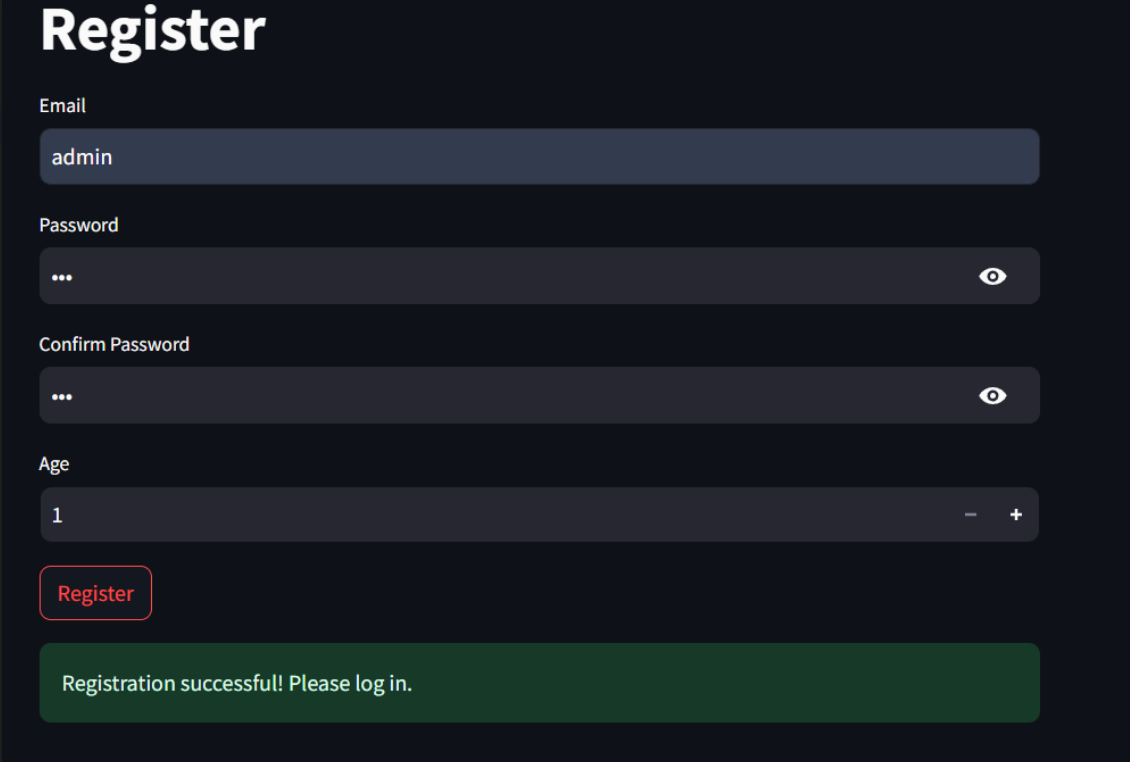 Register
Email
admin
Password
•••
Confirm Password
•••
Age
1
Register
Registration successful! Please log in.